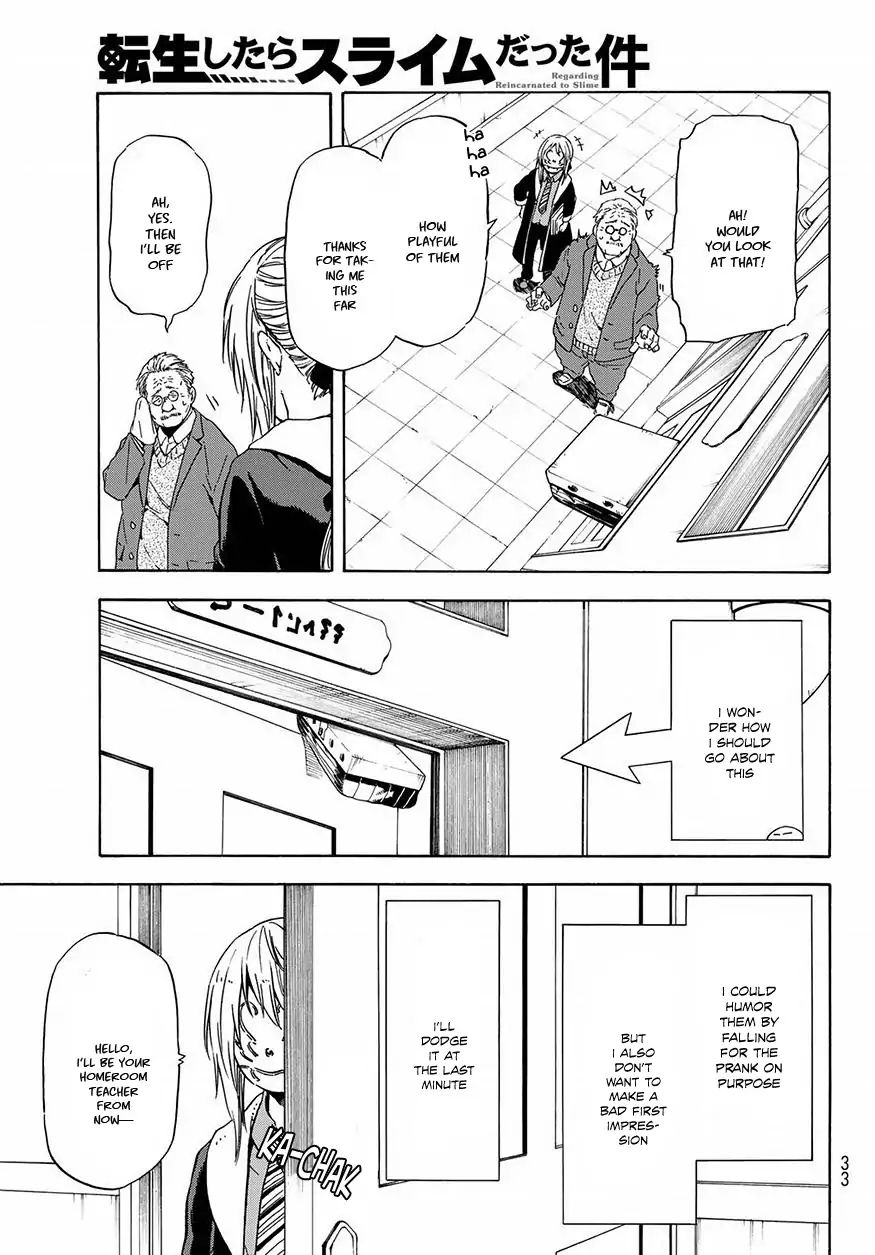 転生したらスライムだった件
Regarding
Reincarnated to Slime
AH!
WOULD
YOU LOOK
AT THAT!
ha
ha
ha
HOW
PLAYFUL
OF THEM
THANKS
FOR TAK-
ING ME
THIS
FAR
AH,
YES.
THEN
I'LL BE
OFF
I WON-
DER HOW
I SHOULD
GO ABOUT
THIS
I COULD
HUMOR
THEM BY
FALLING
FOR THE
PRANK ON
PURPOSE
BUT
I ALSO
DON'T
WANT TO
MAKE A
BAD FIRST
IMPRES-
SION
I'LL
DODGE
IT AT
THE LAST
MINUTE
HELLO,
I'LL BE YOUR
HOMEROOM
TEACHER
FROM
NOW—
KA-CHAK
33